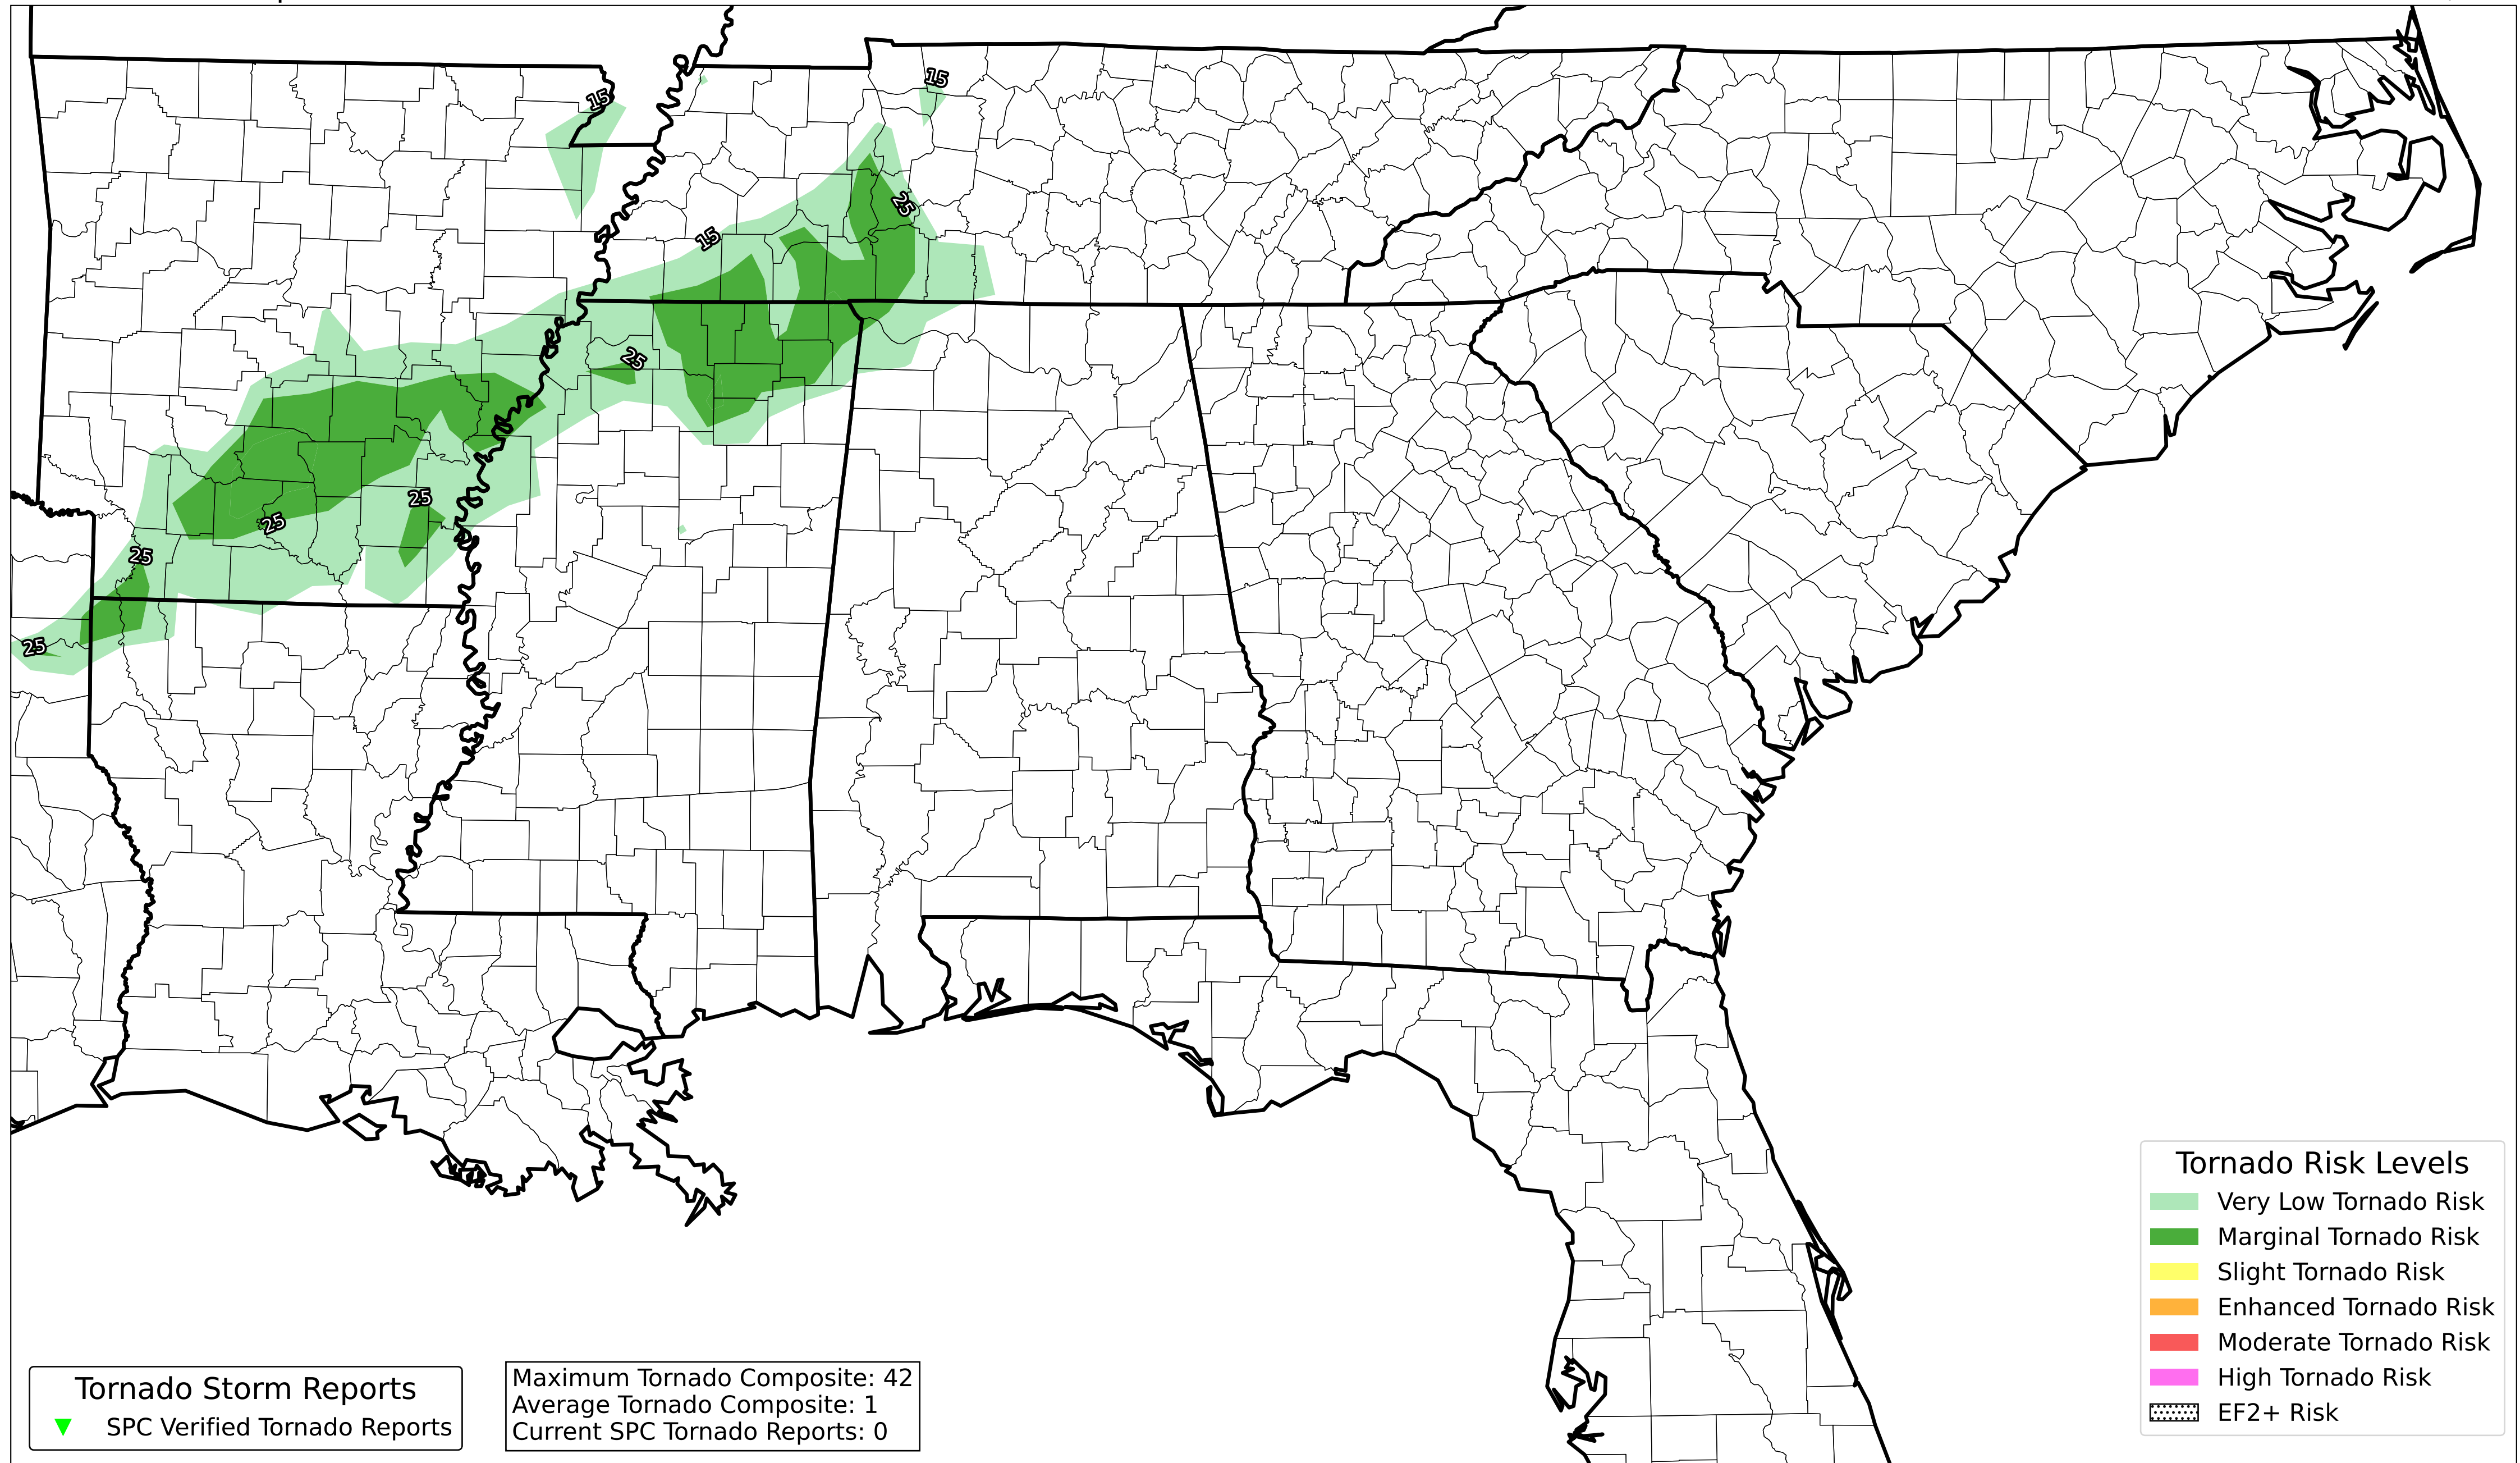 15
15
25
15
25
25
25
25
25
Tornado Risk Levels
Very Low Tornado Risk
Marginal Tornado Risk
Slight Tornado Risk
Enhanced Tornado Risk
Moderate Tornado Risk
High Tornado Risk
EF2+ Risk
Tornado Storm Reports
SPC Verified Tornado Reports
Maximum Tornado Composite: 42
Average Tornado Composite: 1
Current SPC Tornado Reports: 0